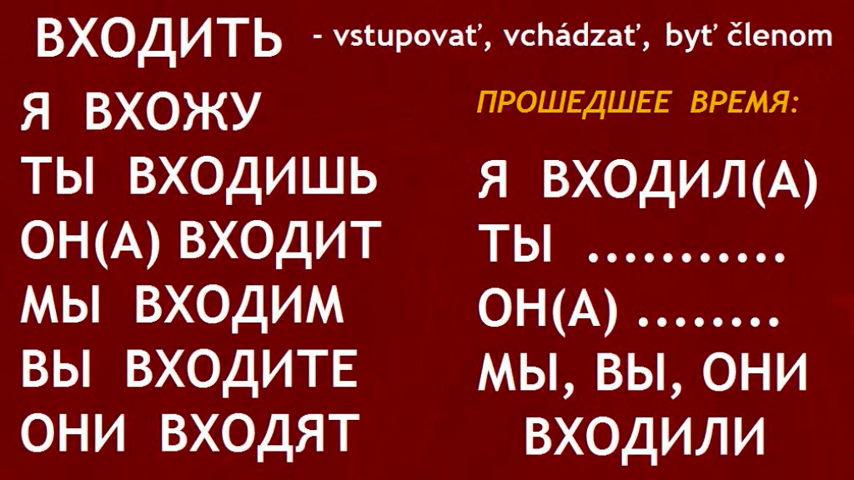 ВХОДИТЬ - vstupovať, vchádzať, byť členom
Я ВХОЖУ
ТЫ ВХОДИШЬ
ОН(А) ВХОДИТ
МЫ ВХОДИМ
ВЫ ВХОДИТЕ
ОНИ ВХОДЯТ
ПРОШЕДШЕЕ ВРЕМЯ:
Я ВХОДИЛ(А)
ТЫ ...........
ОН(А) ........
МЫ, ВЫ, ОНИ
ВХОДИЛИ